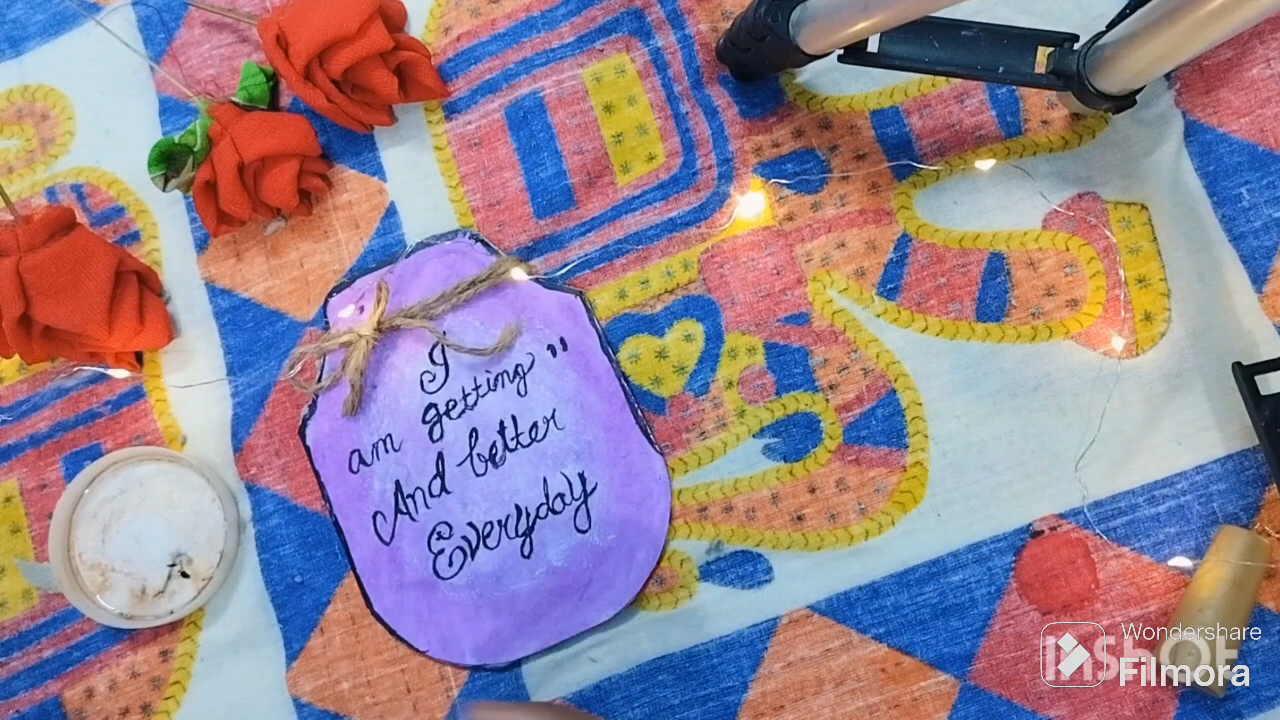 I
am getting"
And better
Everyday
Wondershare
Filmora